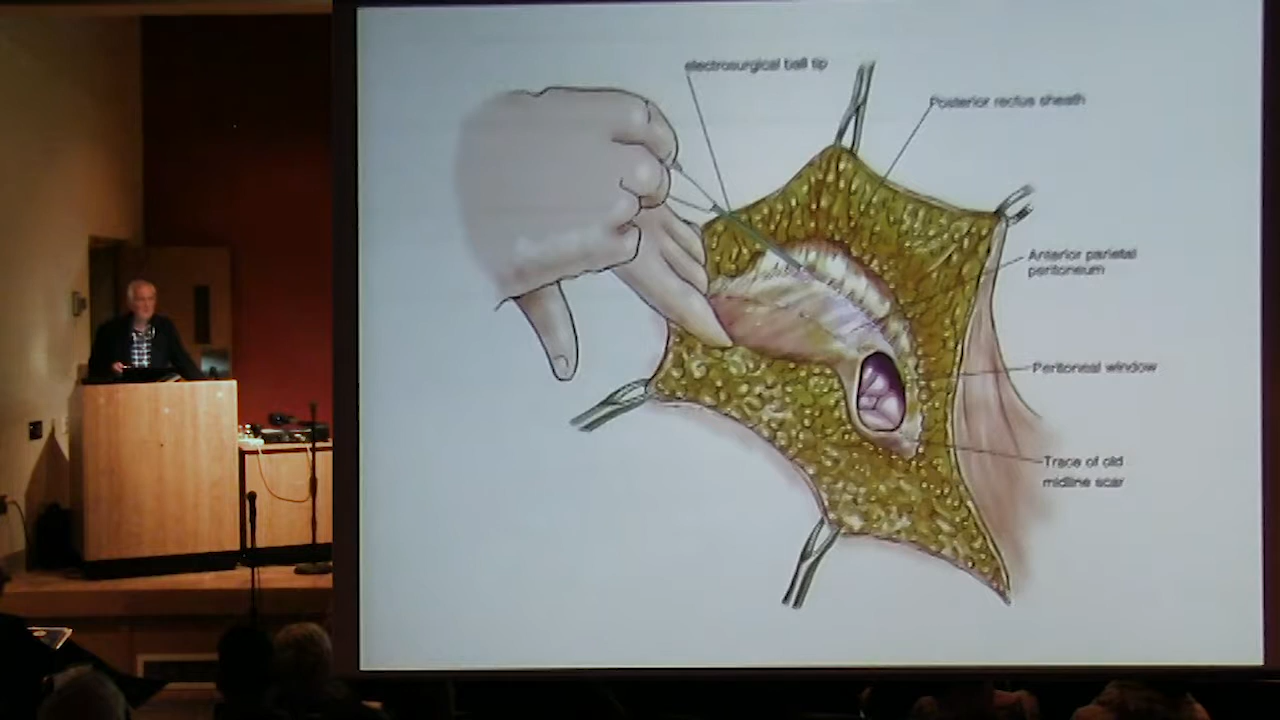 electrosurgical ball tip
Posterior rectus sheath
Anterior parietal
peritoneum
Peritoneal window
Trace of old
midline scar